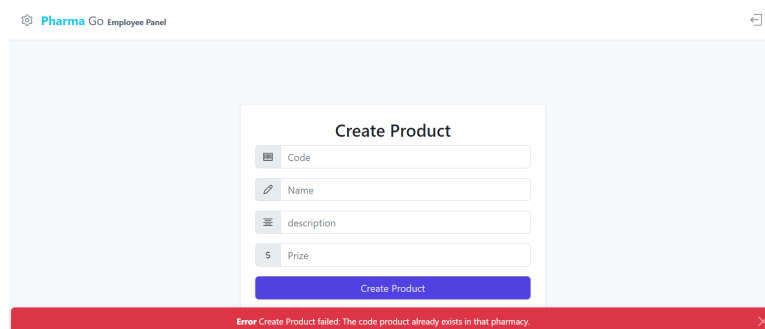 Pharma Go Employee Panel
Create Product
Code
Name
description
Prize
Create Product
Error Create Product failed: The code product already exists in that pharmacy.